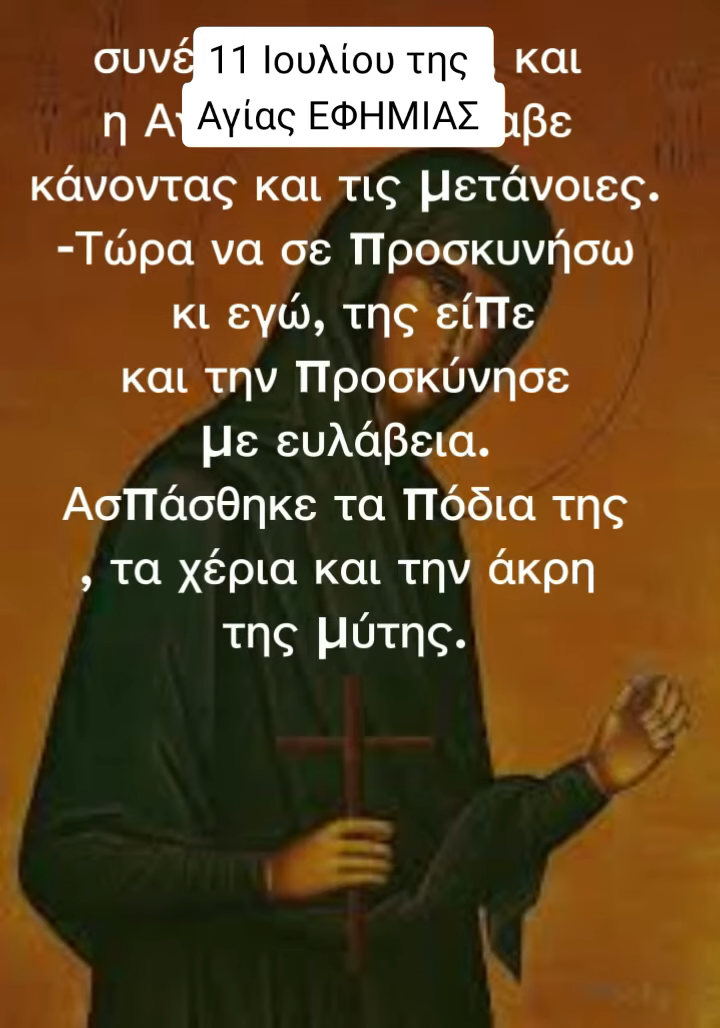 συνέ 11 Ιουλίου της και
η Αγ Αγίας ΕΦΗΜΙΑΣ αβε
κάνοντας και τις μετάνοιες.
-Τώρα να σε προσκυνήσω
κι εγώ, της είπε
και την προσκύνησε
με ευλάβεια.
Ασπάσθηκε τα πόδια της
, τα χέρια και την άκρη
της μύτης.